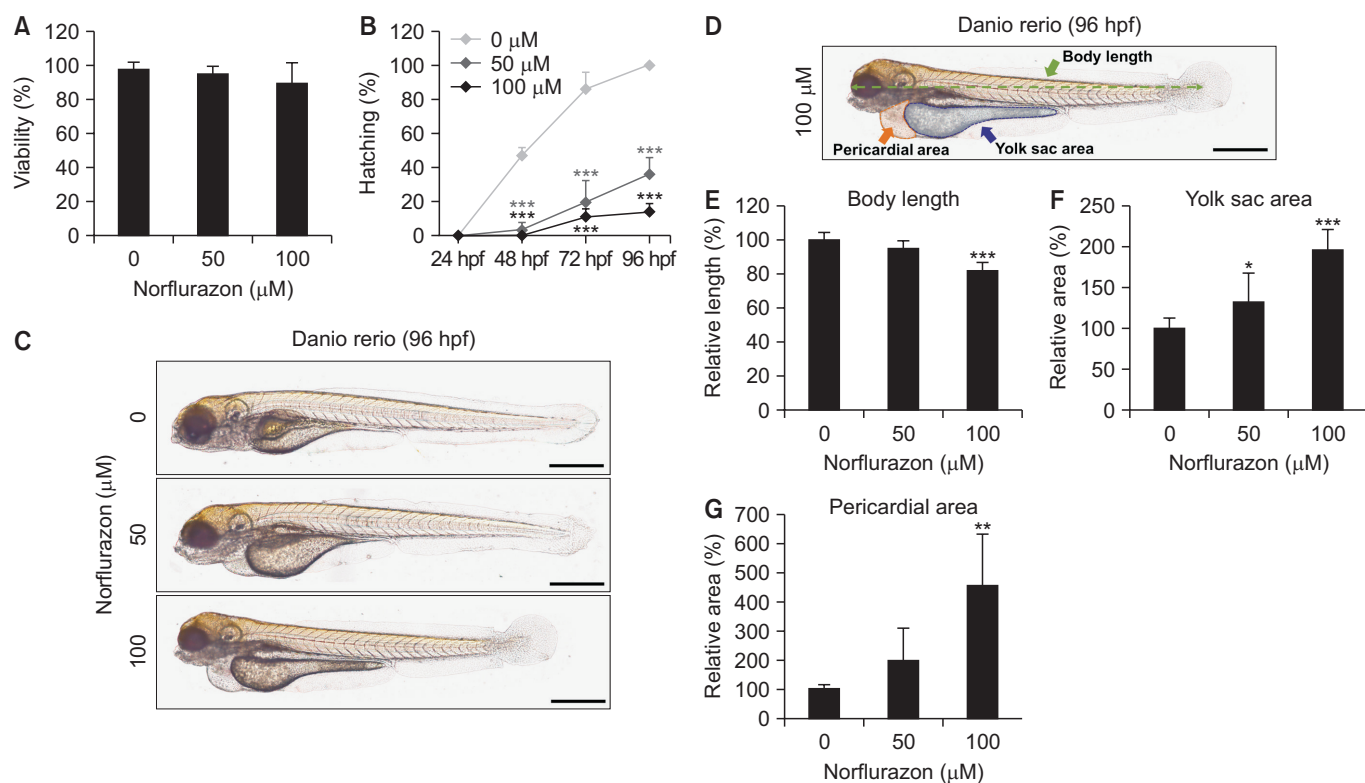 A
Viability (%)
120
100
80
60
40
20
0
0 50 100
Norflurazon (μM)
B
Hatching (%)
120
100
80
60
40
20
0
0 μM
50 μM
100 μM
***
***
***
***
***
***
24 hpf 48 hpf 72 hpf 96 hpf
C
Danio rerio (96 hpf)
Norflurazon (μM)
0
50
100
D
Danio rerio (96 hpf)
100 μM
Body length
Pericardial area
Yolk sac area
E
Body length
Relative length (%)
120
100
80
60
40
20
0
***
0 50 100
Norflurazon (μM)
F
Yolk sac area
Relative area (%)
250
200
150
100
50
0
*
***
0 50 100
Norflurazon (μM)
G
Pericardial area
Relative area (%)
700
600
500
400
300
200
100
0
**
0 50 100
Norflurazon (μM)